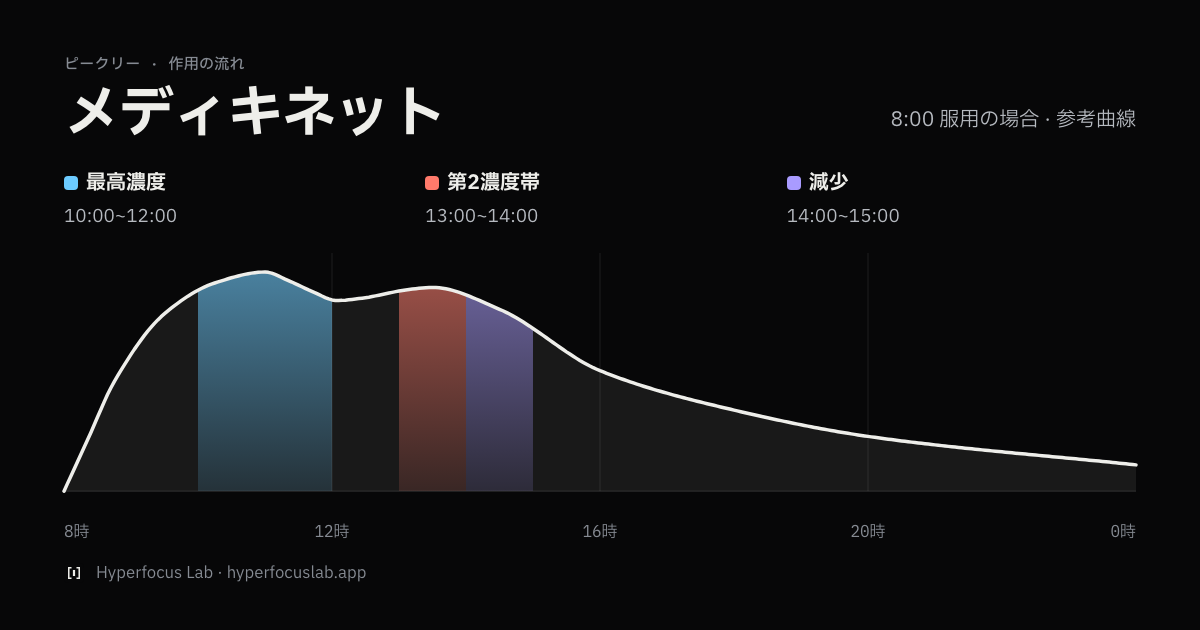 ピークリー · 作用の流れ
メディキネット
8:00 服用の場合 · 参考曲線
最高濃度
10:00~12:00
第2濃度帯
13:00~14:00
減少
14:00~15:00
8時 12時 16時 20時 0時
Hyperfocus Lab · hyperfocuslab.app